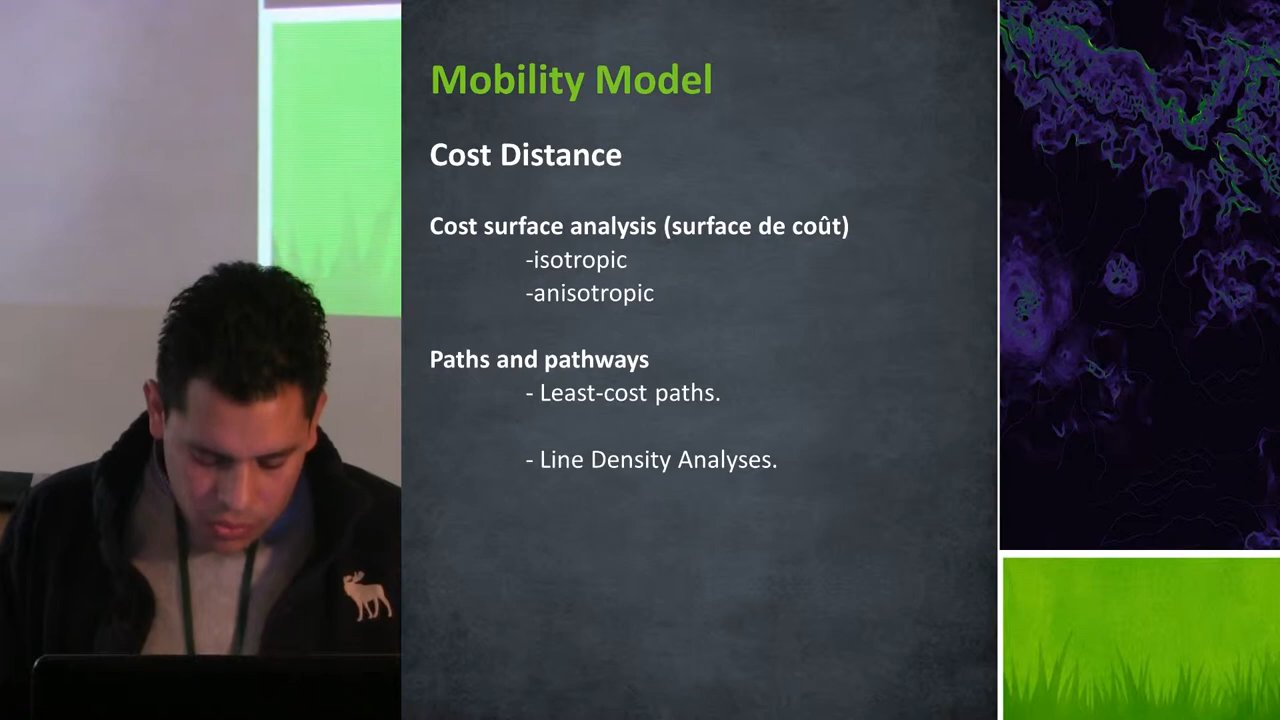 Mobility Model
Cost Distance
Cost surface analysis (surface de coût)
-isotropic
-anisotropic
Paths and pathways
- Least-cost paths.
- Line Density Analyses.